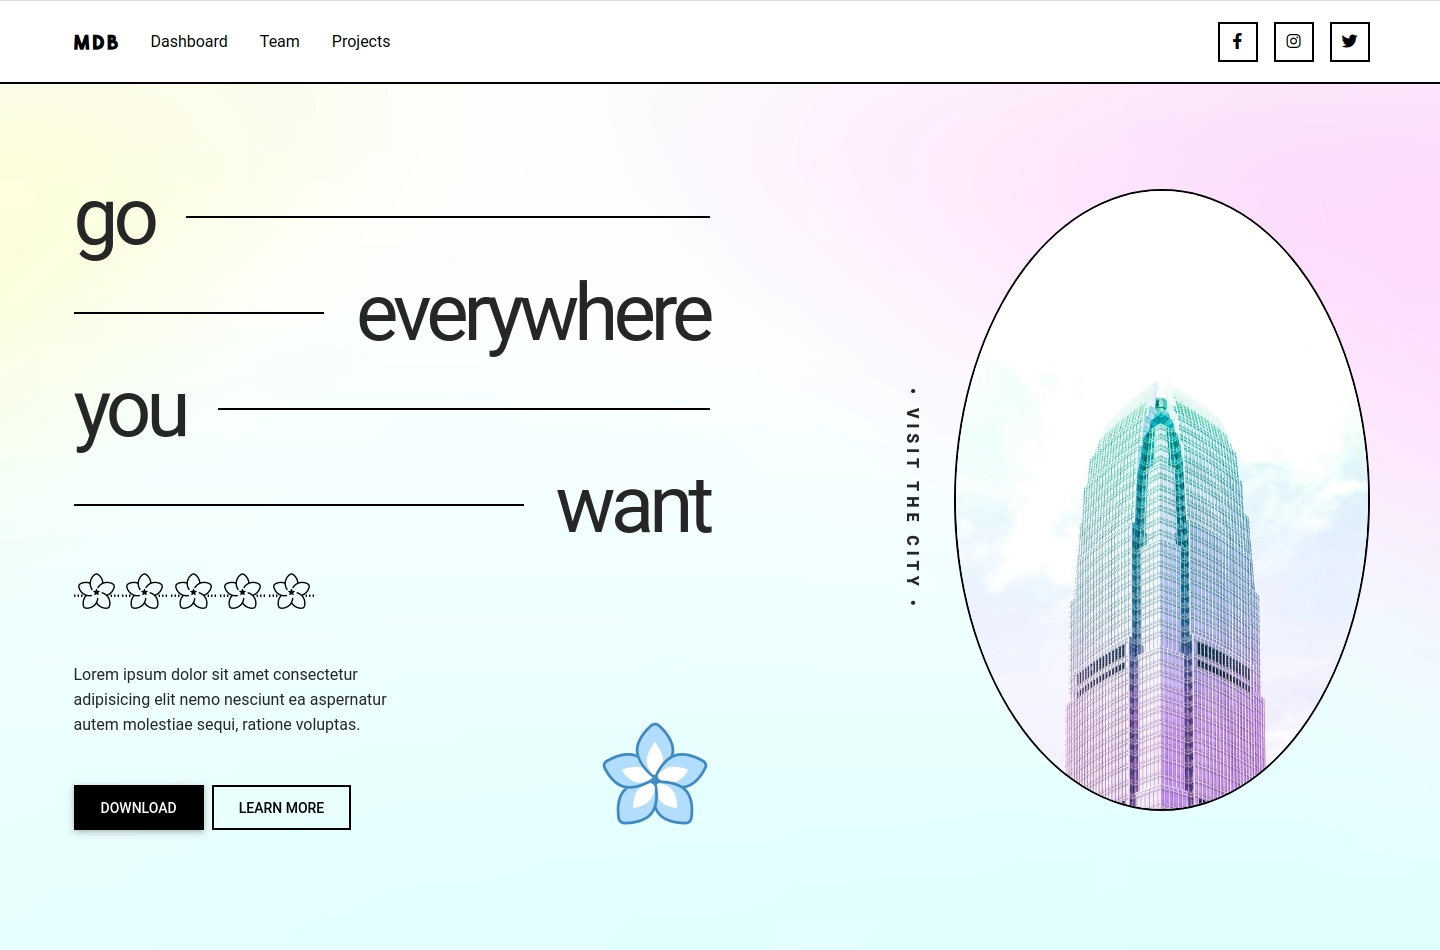 MDB Dashboard Team Projects
go
everywhere
you
want
• VISIT THE CITY •
Lorem ipsum dolor sit amet consectetur
adipisicing elit nemo nesciunt ea aspernatur
autem molestiae sequi, ratione voluptas.
DOWNLOAD LEARN MORE